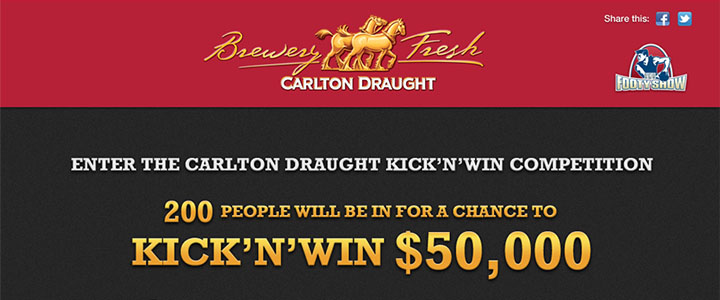 Share this:
Brewery Fresh
CARLTON DRAUGHT
FOOTY SHOW
ENTER THE CARLTON DRAUGHT KICK'N'WIN COMPETITION
200 PEOPLE WILL BE IN FOR A CHANCE TO
KICK'N'WIN $50,000